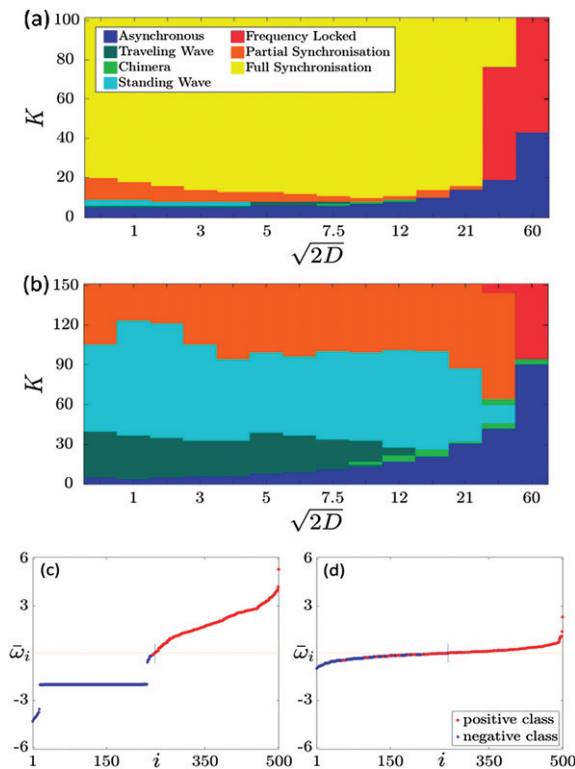 (a)
100
80
60
40
20
0
K
Asynchronous
Traveling Wave
Chimera
Standing Wave
Frequency Locked
Partial Synchronisation
Full Synchronisation
1 3 5 7.5 12 21 60
√2D
(b)
150
120
90
60
30
0
K
1 3 5 7.5 12 21 60
√2D
(c)
6
3
0
-3
-6
ω̄i
1 150 i 350 500
(d)
6
3
0
-3
-6
ω̄i
positive class
negative class
1 150 i 350 500